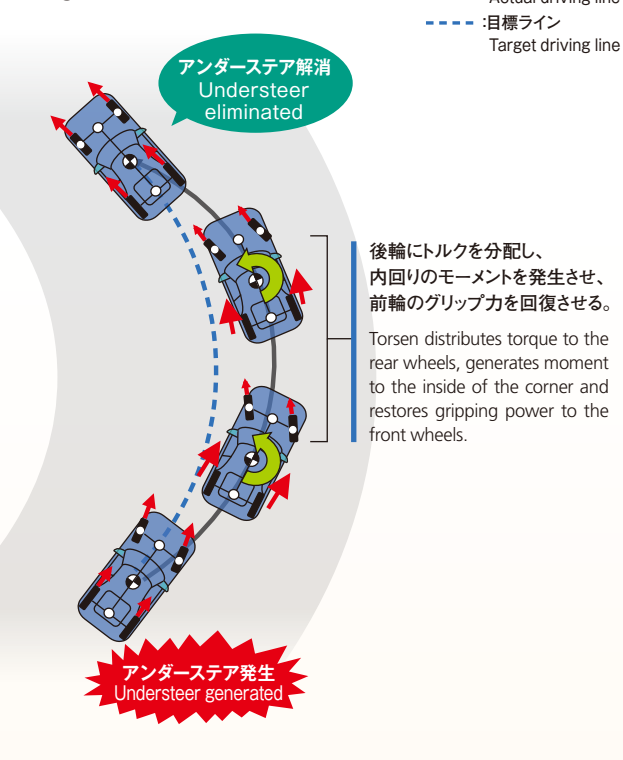 Actual driving line
:目標ライン
Target driving line
アンダーステア解消
Understeer
eliminated
後輪にトルクを分配し、
内回りのモーメントを発生させ、
前輪のグリップ力を回復させる。
Torsen distributes torque to the
rear wheels, generates moment
to the inside of the corner and
restores gripping power to the
front wheels.
アンダーステア発生
Understeer generated